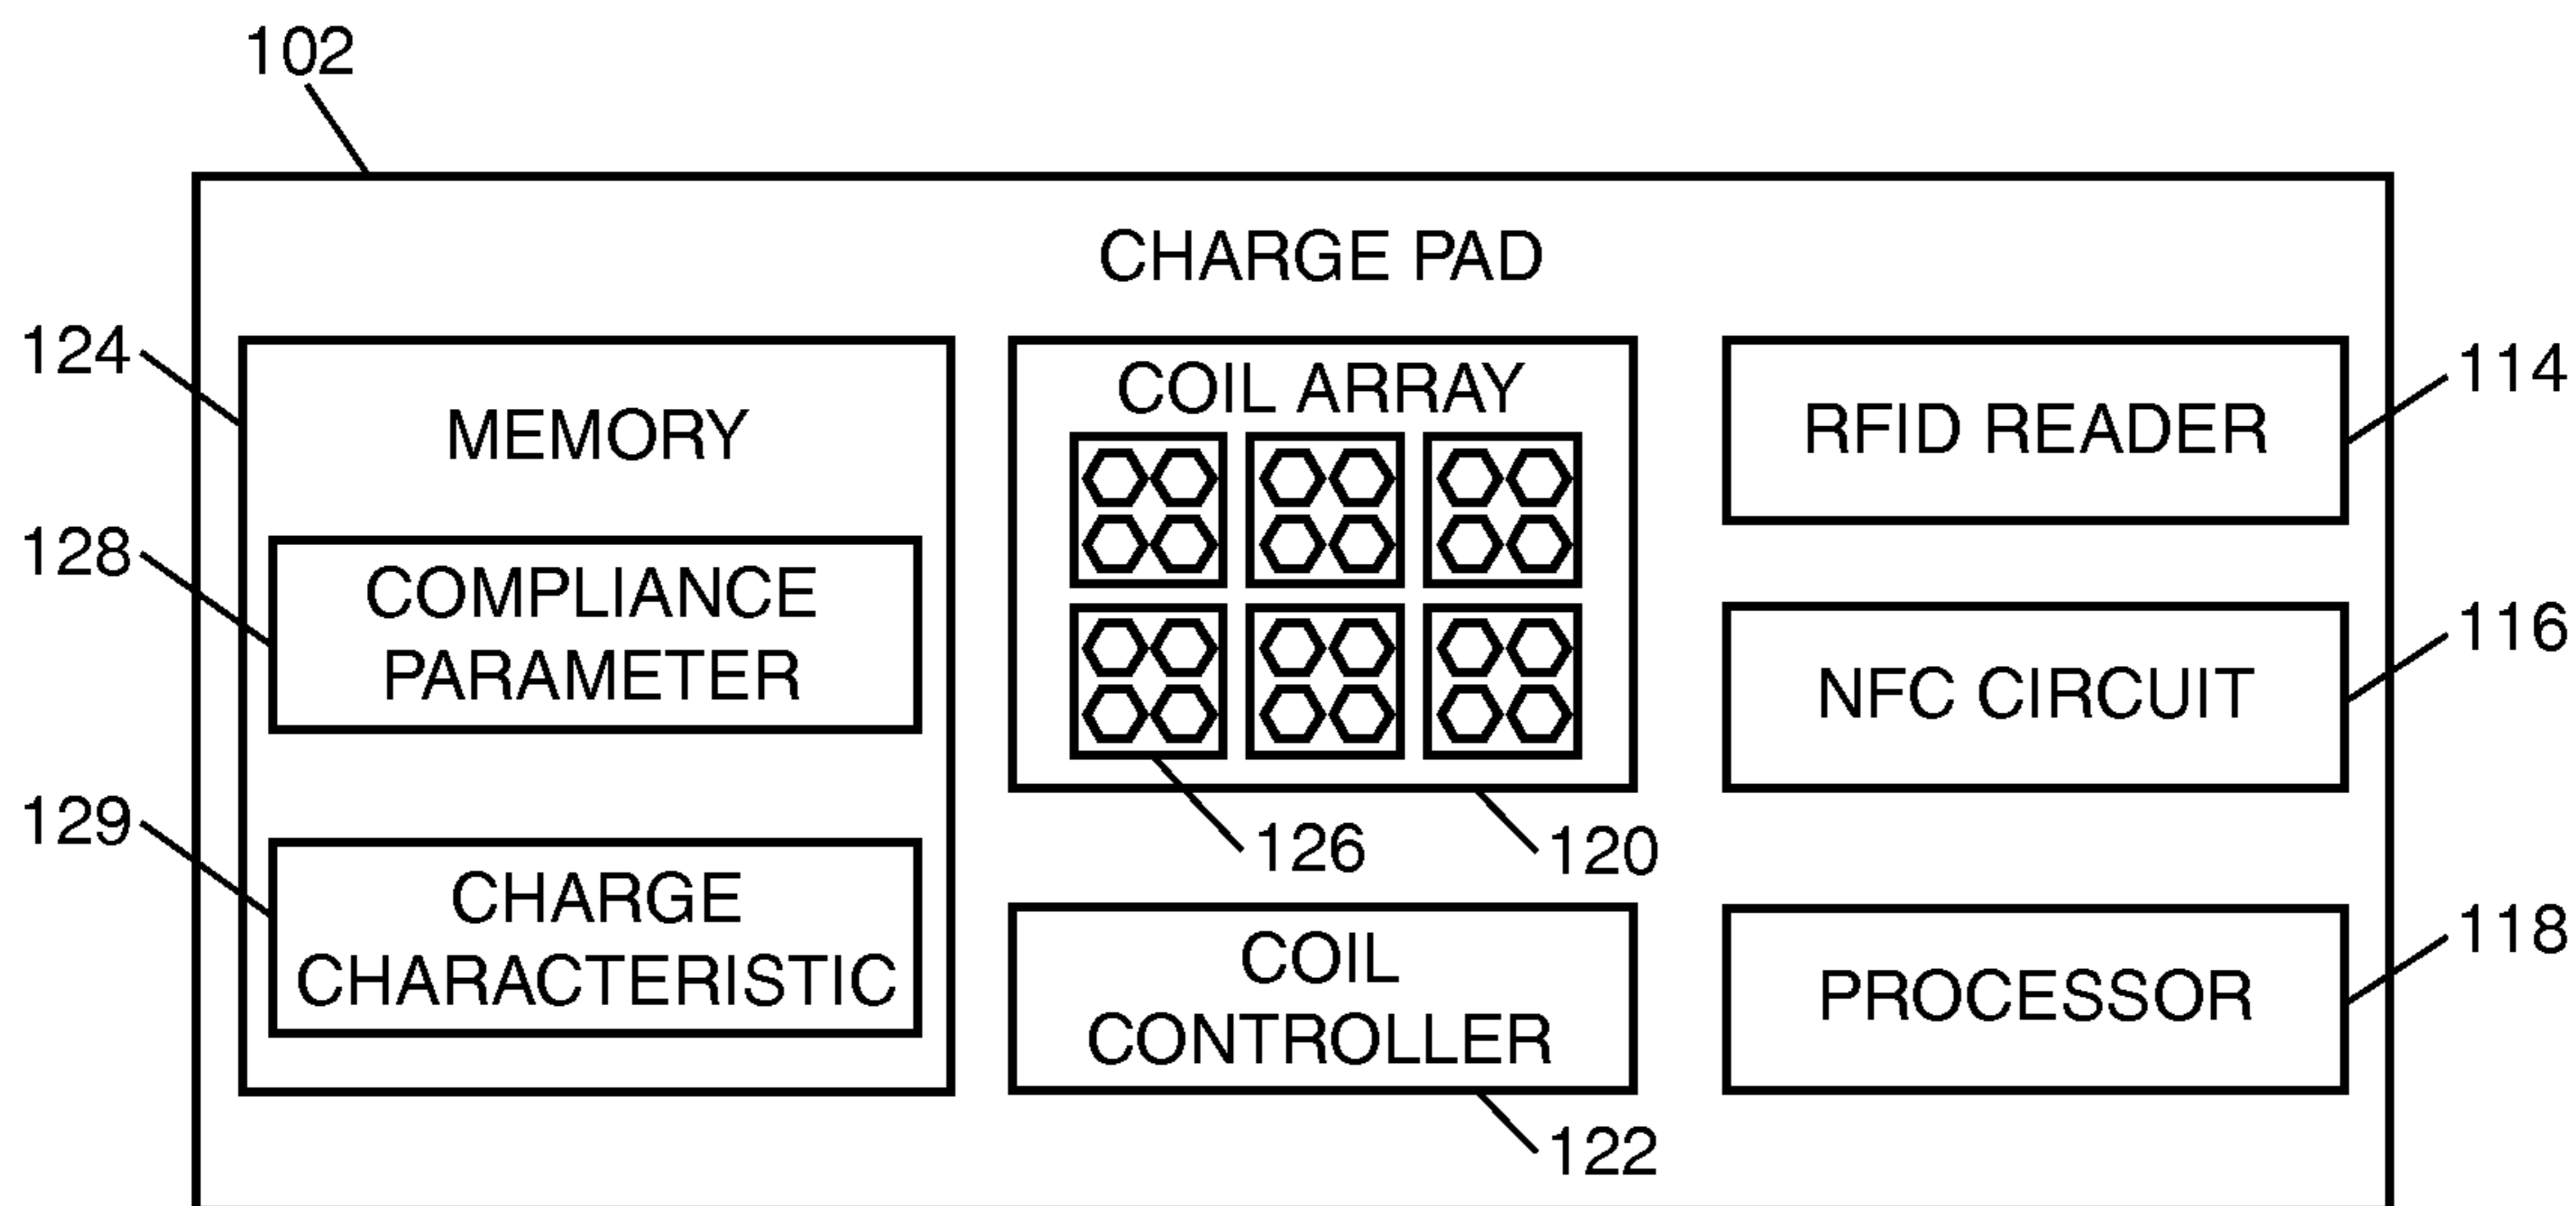 102
CHARGE PAD
124
MEMORY
128
COMPLIANCE
PARAMETER
129
CHARGE
CHARACTERISTIC
COIL ARRAY
126
120
COIL
CONTROLLER
122
RFID READER
114
NFC CIRCUIT
116
PROCESSOR
118